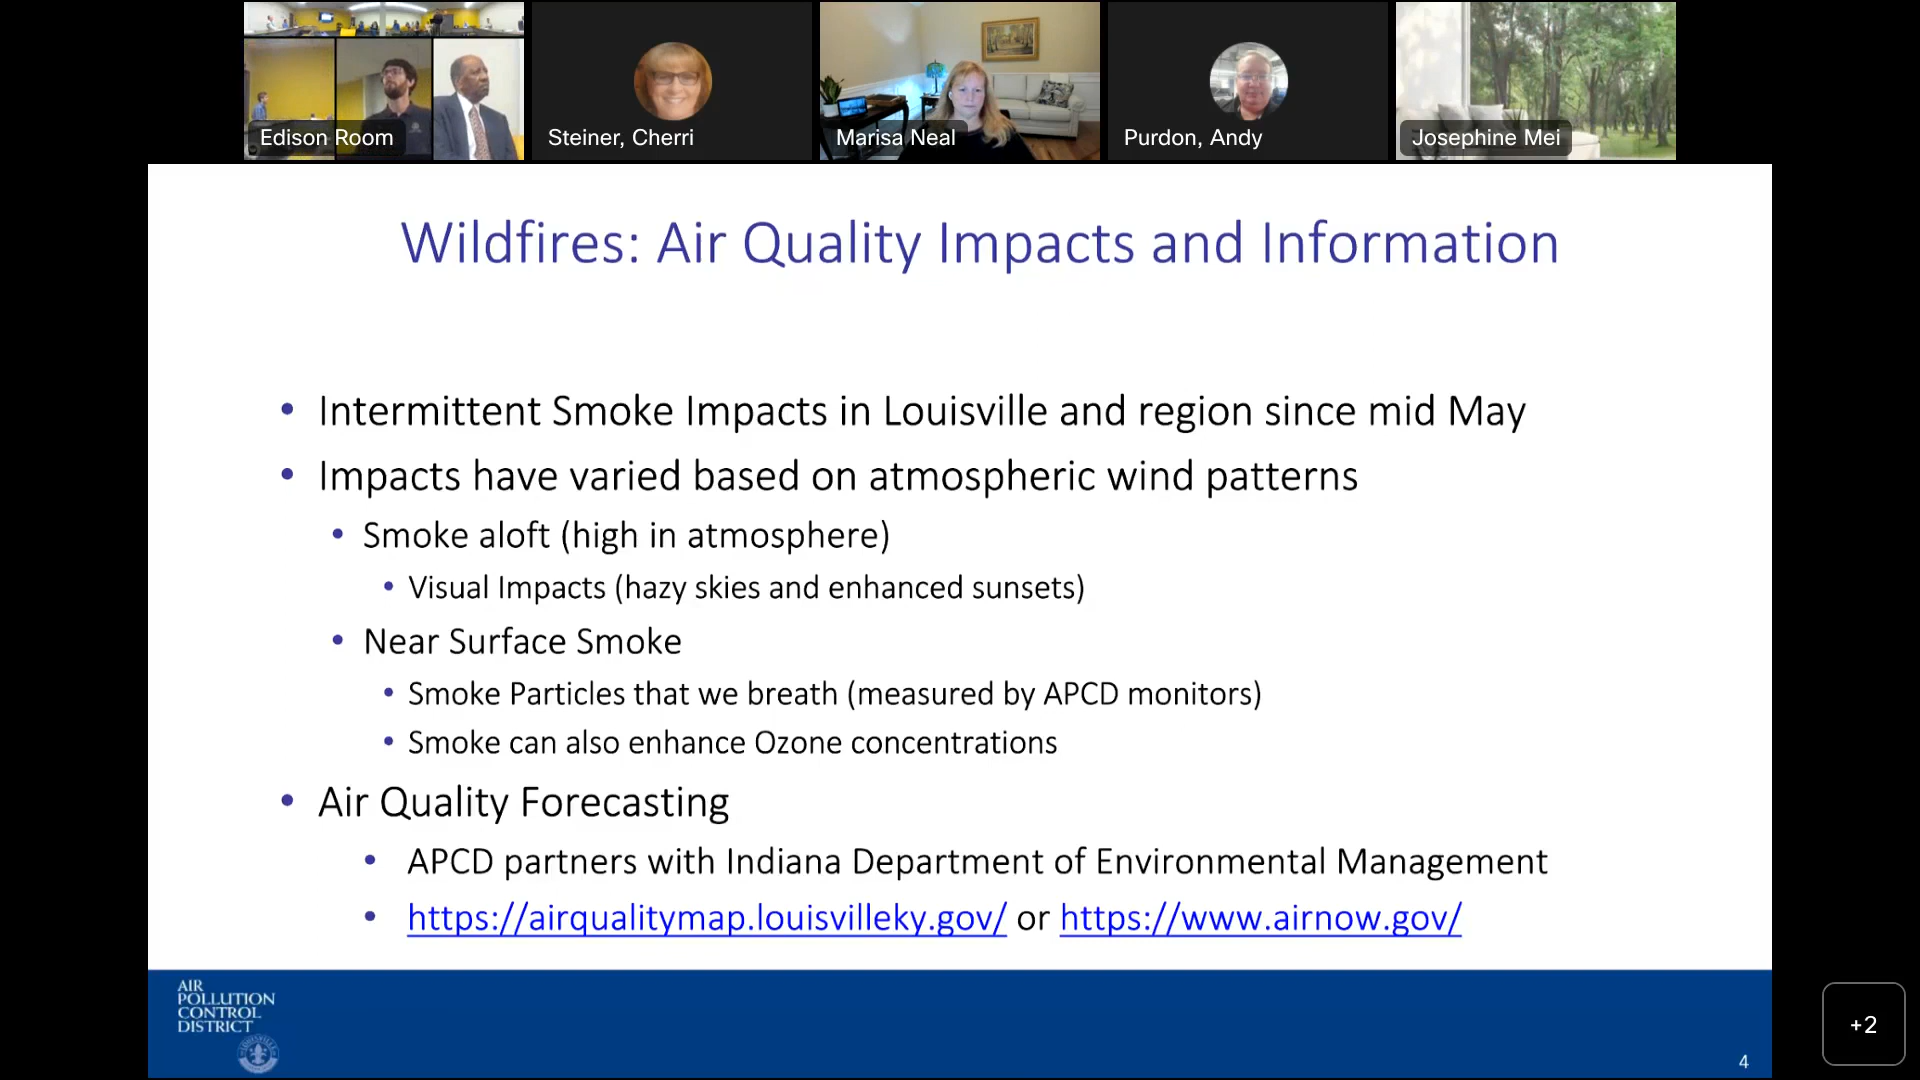 Edison Room
Steiner, Cherri
Marisa Neal
Purdon, Andy
Josephine Mei
Wildfires: Air Quality Impacts and Information
• Intermittent Smoke Impacts in Louisville and region since mid May
• Impacts have varied based on atmospheric wind patterns
• Smoke aloft (high in atmosphere)
• Visual Impacts (hazy skies and enhanced sunsets)
• Near Surface Smoke
• Smoke Particles that we breath (measured by APCD monitors)
• Smoke can also enhance Ozone concentrations
• Air Quality Forecasting
• APCD partners with Indiana Department of Environmental Management
• https://airqualitymap.louisvilleky.gov/ or https://www.airnow.gov/
AIR
POLLUTION
CONTROL
DISTRICT
+2
4